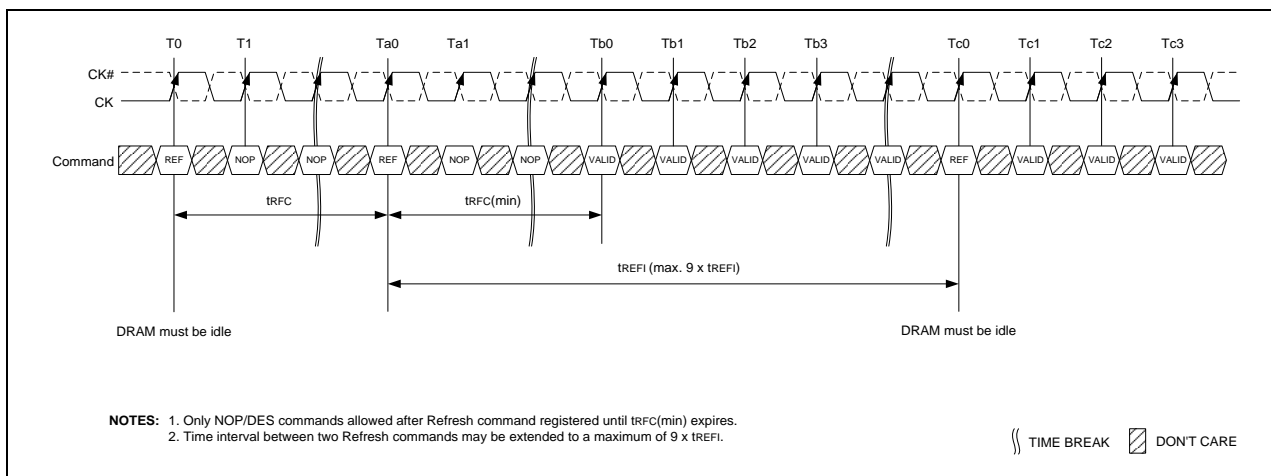 T0 T1 Ta0 Ta1 Tb0 Tb1 Tb2 Tb3 Tc0 Tc1 Tc2 Tc3
CK#
CK
Command REF NOP NOP REF NOP NOP VALID VALID VALID VALID VALID REF VALID VALID VALID
tRFC tRFC(min)
tREFI (max. 9 x tREFI)
DRAM must be idle DRAM must be idle
NOTES: 1. Only NOP/DES commands allowed after Refresh command registered until tRFC(min) expires.
2. Time interval between two Refresh commands may be extended to a maximum of 9 x tREFI.
TIME BREAK DON'T CARE